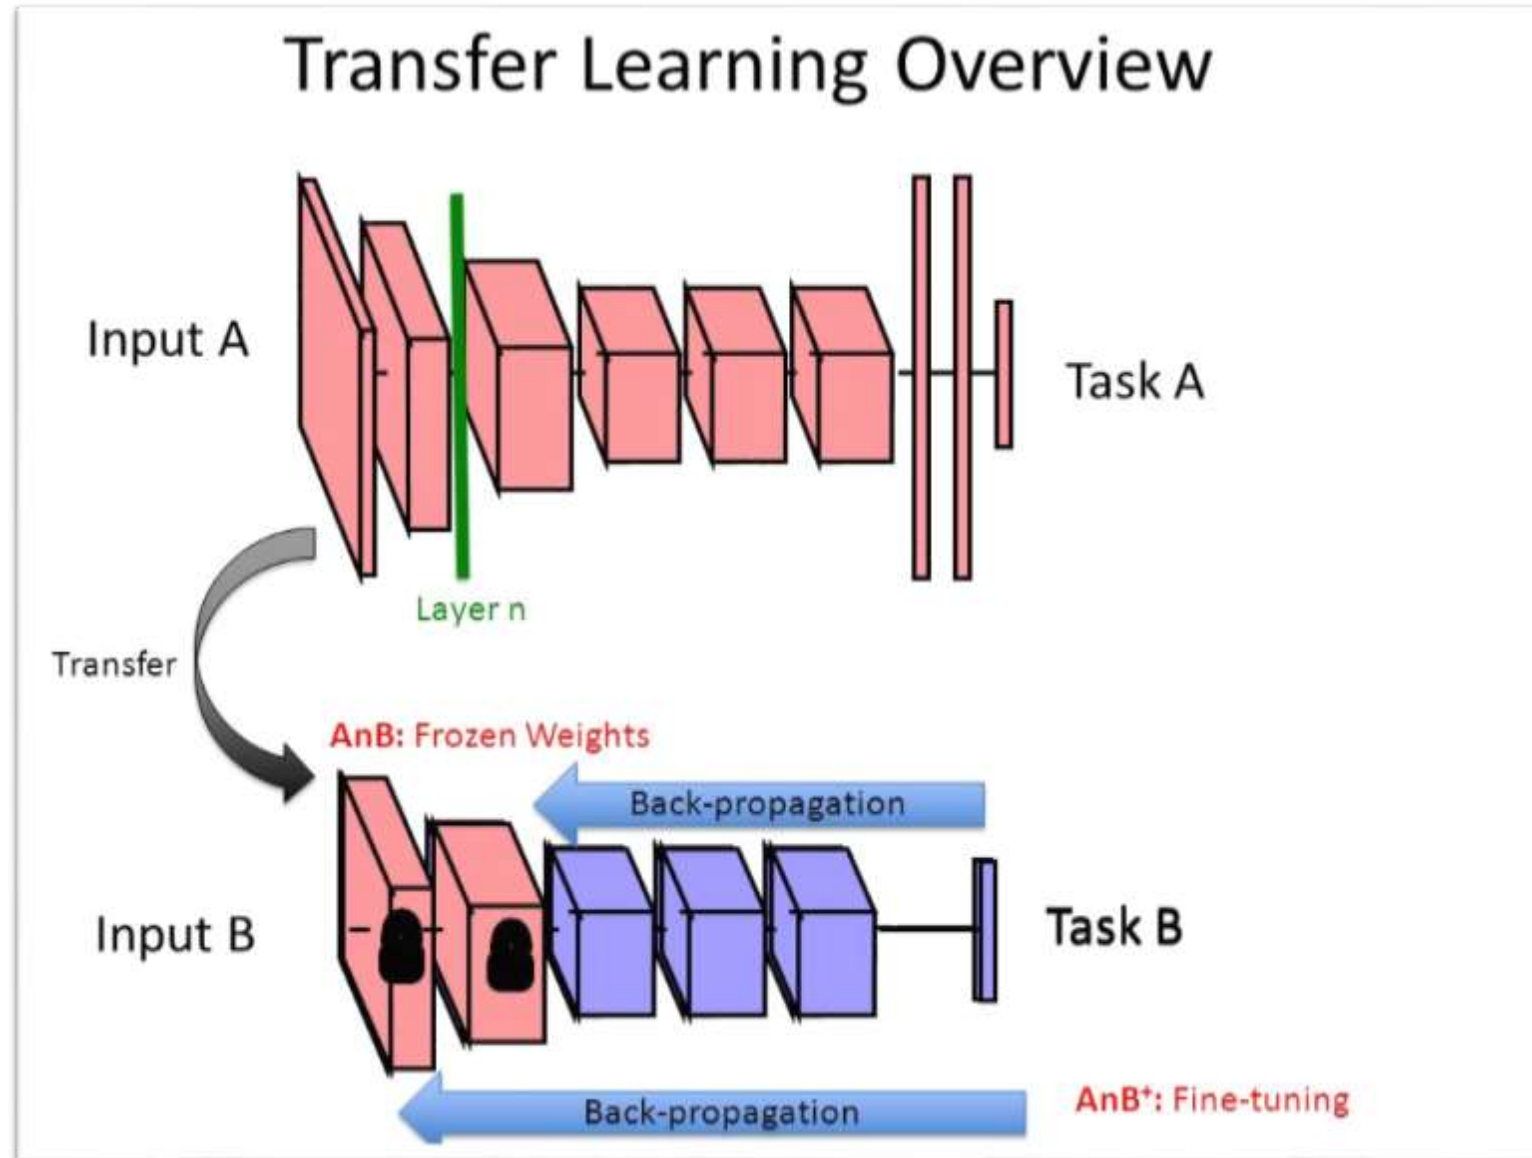 Transfer Learning Overview
Input A
Task A
Layer n
Transfer
AnB: Frozen Weights
Back-propagation
Input B
Task B
Back-propagation
AnB⁺: Fine-tuning